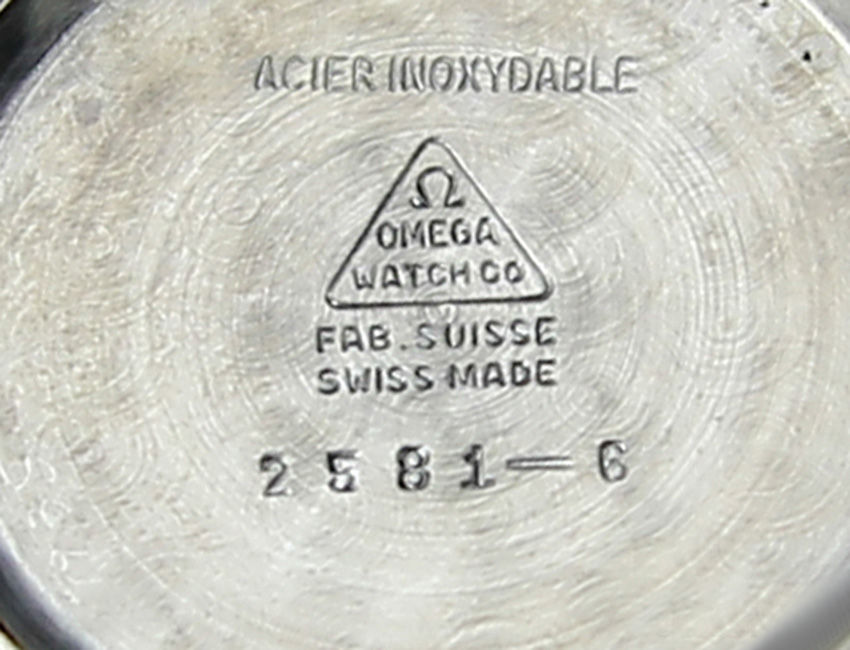 ACIER INOXYDABLE
Ω
OMEGA
WATCH CO
FAB. SUISSE
SWISS MADE
2581-6